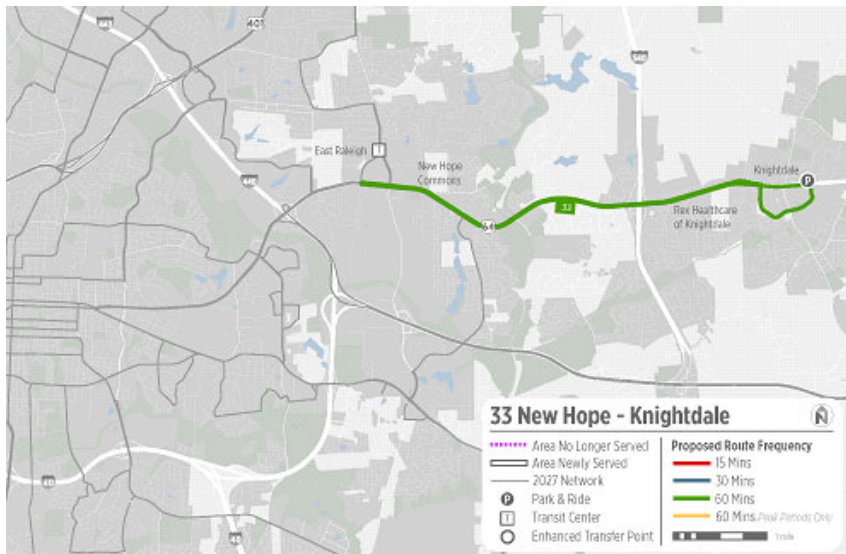 440
401
540
East Raleigh
T
New Hope
Commons
Knightdale
P
440
33
64
Rex Healthcare
of Knightdale
40
40
33 New Hope - Knightdale
N
Area No Longer Served
Area Newly Served
2027 Network
P Park & Ride
T Transit Center
Enhanced Transfer Point
Proposed Route Frequency
15 Mins
30 Mins
60 Mins
60 Mins Peak Periods Only
1 mile